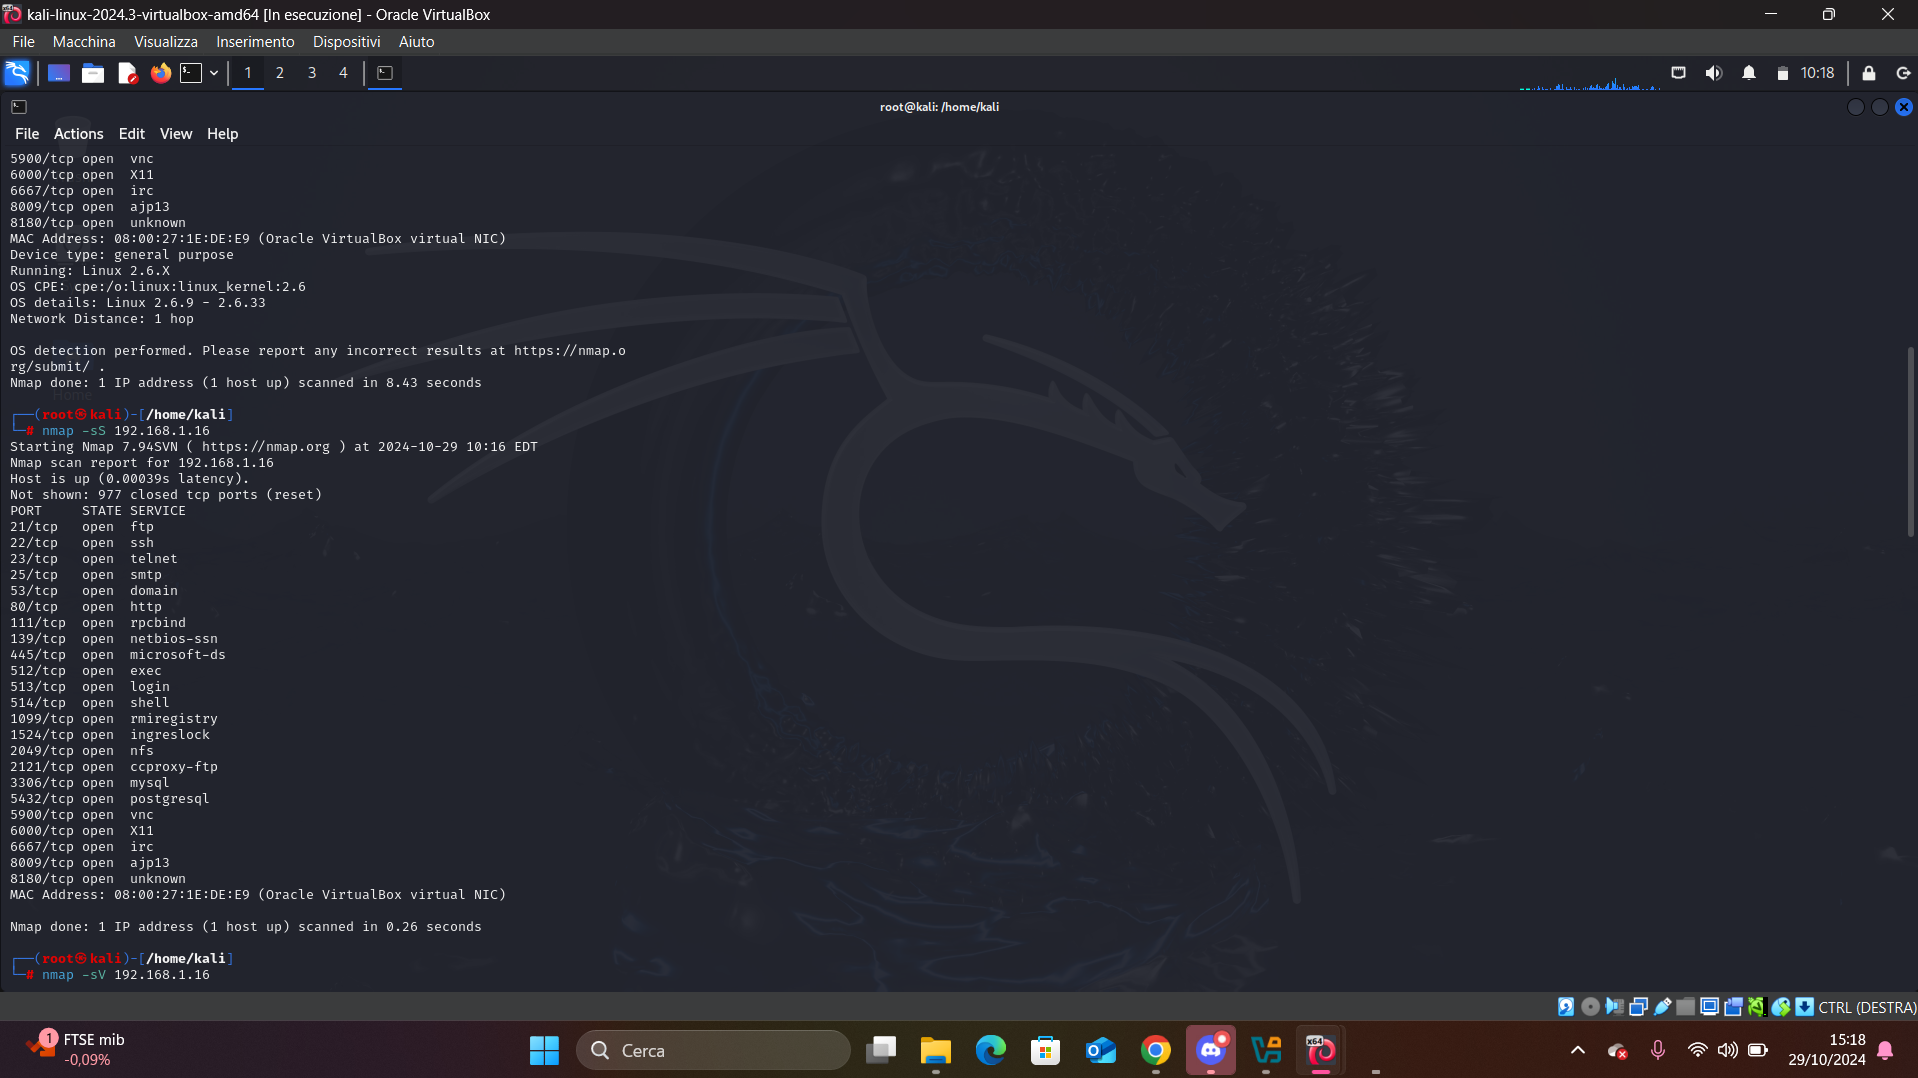 kali-linux-2024.3-virtualbox-amd64 [In esecuzione] - Oracle VirtualBox
File Macchina Visualizza Inserimento Dispositivi Aiuto
1 2 3 4 10:18
root@kali: /home/kali
File Actions Edit View Help
5900/tcp open  vnc
6000/tcp open  X11
6667/tcp open  irc
8009/tcp open  ajp13
8180/tcp open  unknown
MAC Address: 08:00:27:1E:DE:E9 (Oracle VirtualBox virtual NIC)
Device type: general purpose
Running: Linux 2.6.X
OS CPE: cpe:/o:linux:linux_kernel:2.6
OS details: Linux 2.6.9 - 2.6.33
Network Distance: 1 hop
OS detection performed. Please report any incorrect results at https://nmap.o
rg/submit/ .
Nmap done: 1 IP address (1 host up) scanned in 8.43 seconds
Home
┌──(root㉿kali)-[/home/kali]
└─# nmap -sS 192.168.1.16
Starting Nmap 7.94SVN ( https://nmap.org ) at 2024-10-29 10:16 EDT
Nmap scan report for 192.168.1.16
Host is up (0.00039s latency).
Not shown: 977 closed tcp ports (reset)
PORT     STATE SERVICE
21/tcp   open  ftp
22/tcp   open  ssh
23/tcp   open  telnet
25/tcp   open  smtp
53/tcp   open  domain
80/tcp   open  http
111/tcp  open  rpcbind
139/tcp  open  netbios-ssn
445/tcp  open  microsoft-ds
512/tcp  open  exec
513/tcp  open  login
514/tcp  open  shell
1099/tcp open  rmiregistry
1524/tcp open  ingreslock
2049/tcp open  nfs
2121/tcp open  ccproxy-ftp
3306/tcp open  mysql
5432/tcp open  postgresql
5900/tcp open  vnc
6000/tcp open  X11
6667/tcp open  irc
8009/tcp open  ajp13
8180/tcp open  unknown
MAC Address: 08:00:27:1E:DE:E9 (Oracle VirtualBox virtual NIC)
Nmap done: 1 IP address (1 host up) scanned in 0.26 seconds
┌──(root㉿kali)-[/home/kali]
└─# nmap -sV 192.168.1.16
CTRL (DESTRA)
1 FTSE mib
-0,09%
Cerca
x64
15:18
29/10/2024